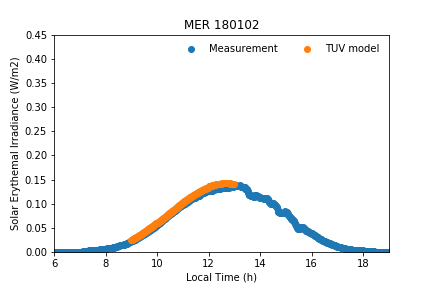 MER 180102
Measurement TUV model
0.45
0.40
0.35
0.30
0.25
0.20
0.15
0.10
0.05
0.00
Solar Erythemal Irradiance (W/m2)
6 8 10 12 14 16 18
Local Time (h)